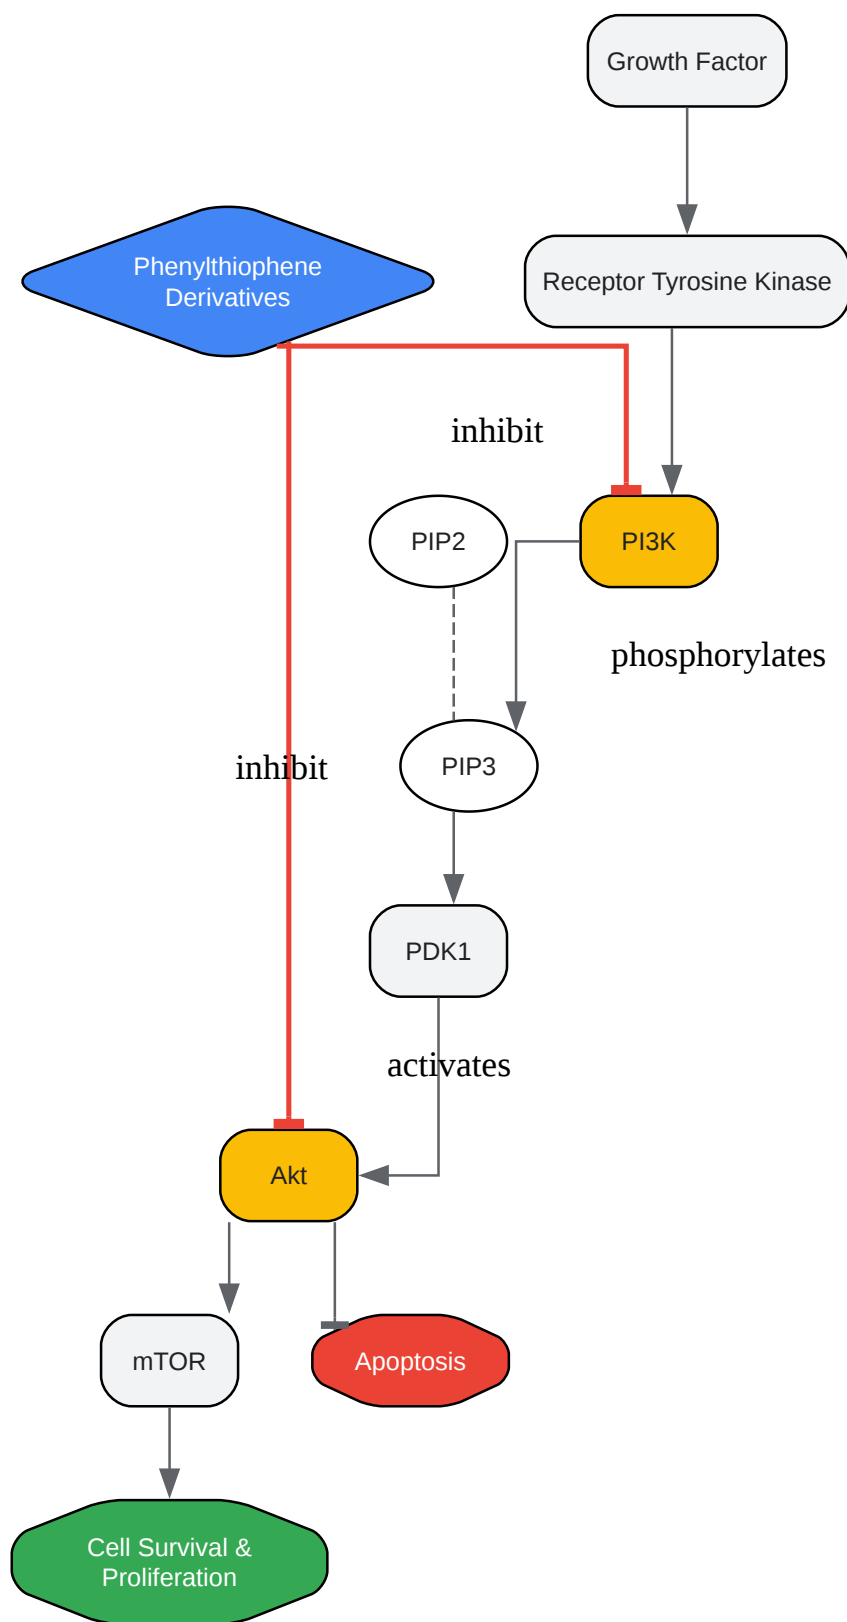 Growth Factor
Phenylthiophene
Derivatives
Receptor Tyrosine Kinase
inhibit
PIP2
PI3K
phosphorylates
inhibit
PIP3
PDK1
activates
Akt
mTOR
Apoptosis
Cell Survival &
Proliferation